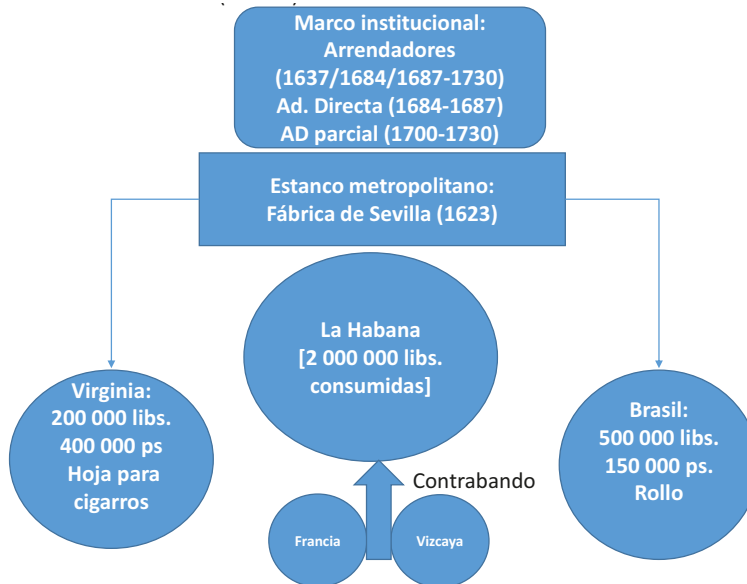 Marco institucional:
Arrendadores
(1637/1684/1687-1730)
Ad. Directa (1684-1687)
AD parcial (1700-1730)
Estanco metropolitano:
Fábrica de Sevilla (1623)
La Habana
[2 000 000 libs.
consumidas]
Virginia:
200 000 libs.
400 000 ps
Hoja para
cigarros
Brasil:
500 000 libs.
150 000 ps.
Rollo
Contrabando
Francia
Vizcaya